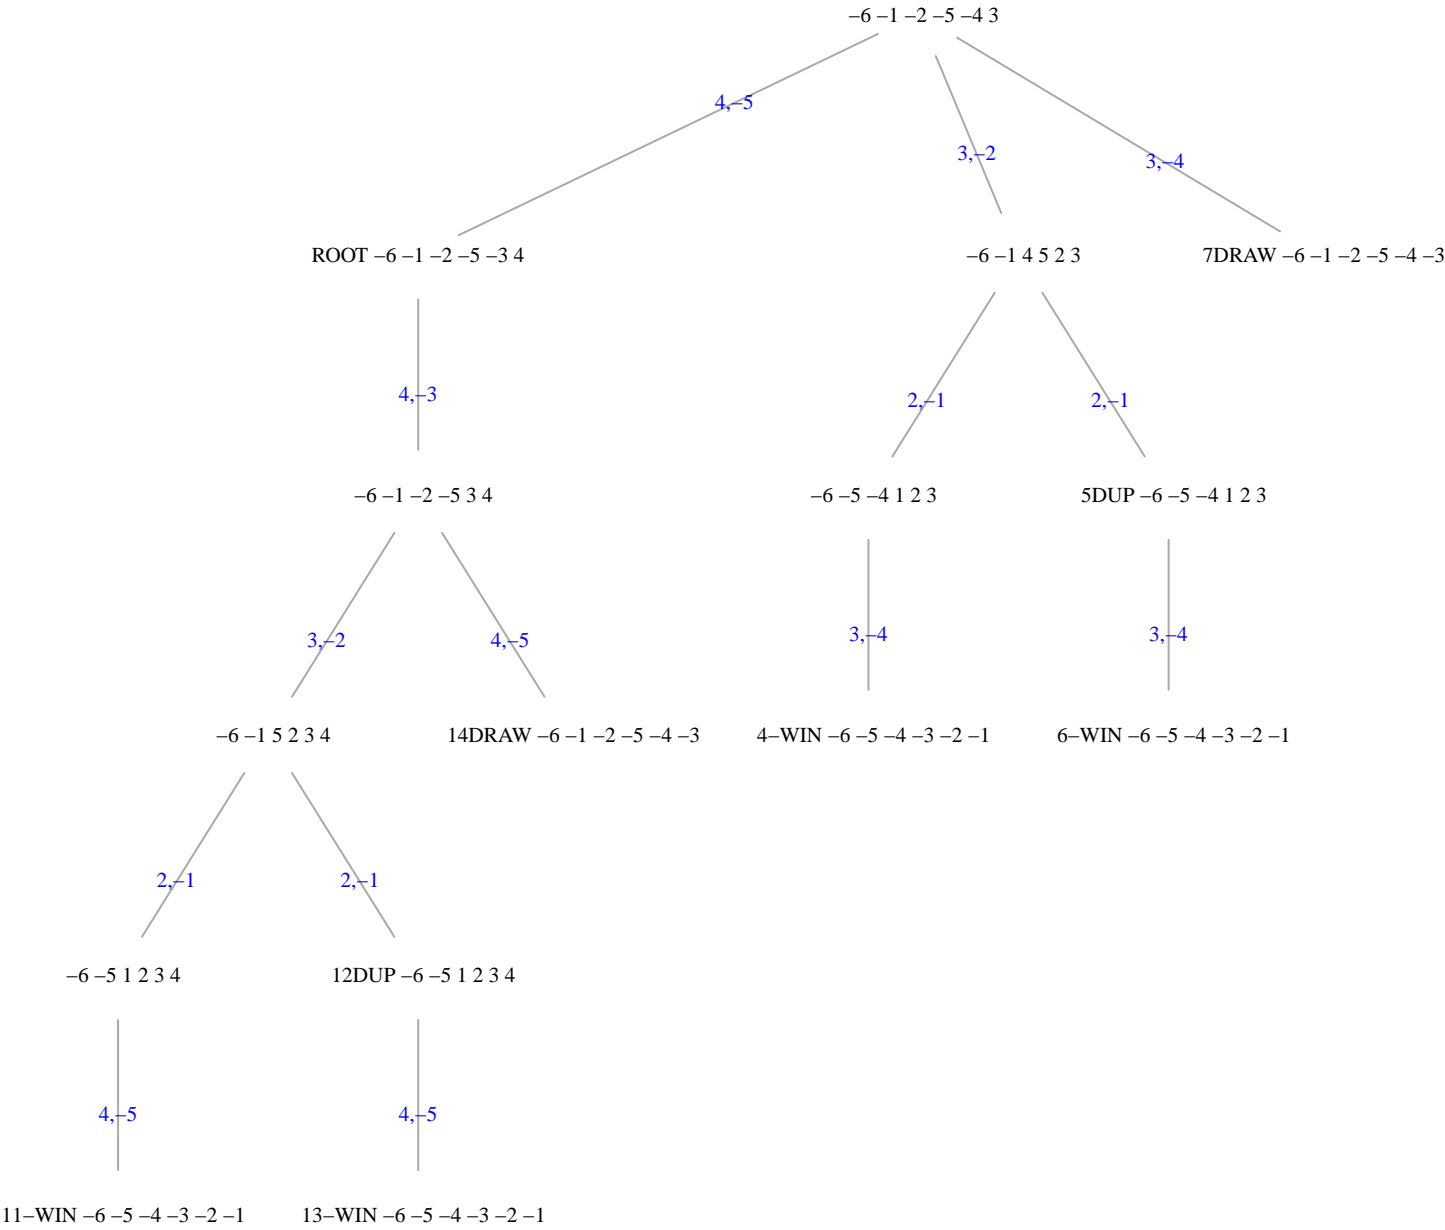 −6 −1 −2 −5 −4 3
4,−5
3,−2
3,−4
ROOT −6 −1 −2 −5 −3 4
−6 −1 4 5 2 3
7DRAW −6 −1 −2 −5 −4 −3
4,−3
2,−1
2,−1
−6 −1 −2 −5 3 4
−6 −5 −4 1 2 3
5DUP −6 −5 −4 1 2 3
3,−2
4,−5
3,−4
3,−4
−6 −1 5 2 3 4
14DRAW −6 −1 −2 −5 −4 −3
4−WIN −6 −5 −4 −3 −2 −1
6−WIN −6 −5 −4 −3 −2 −1
2,−1
2,−1
−6 −5 1 2 3 4
12DUP −6 −5 1 2 3 4
4,−5
4,−5
11−WIN −6 −5 −4 −3 −2 −1
13−WIN −6 −5 −4 −3 −2 −1